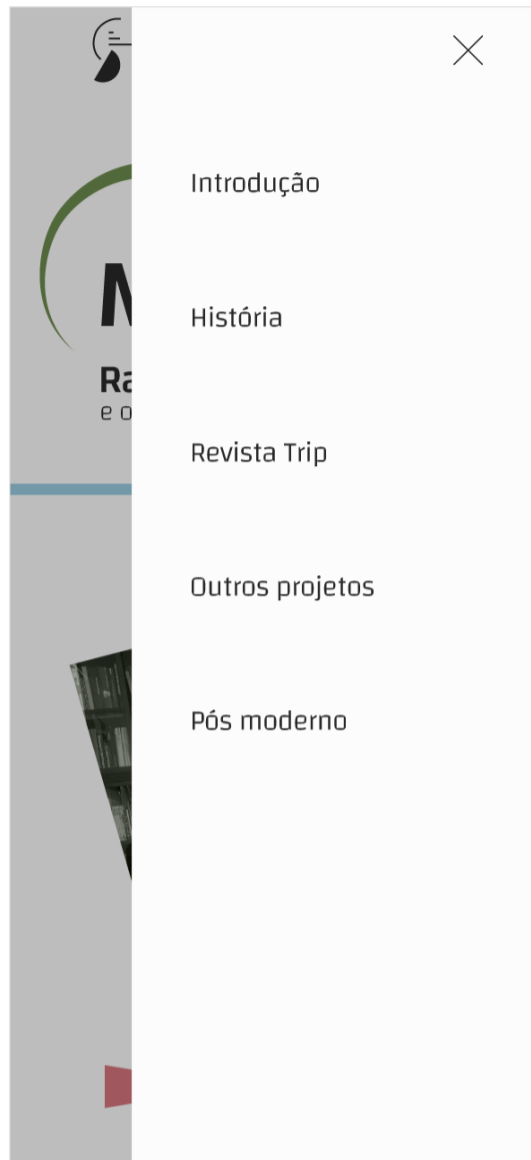 Introdução
História
Revista Trip
Outros projetos
Pós moderno
e o